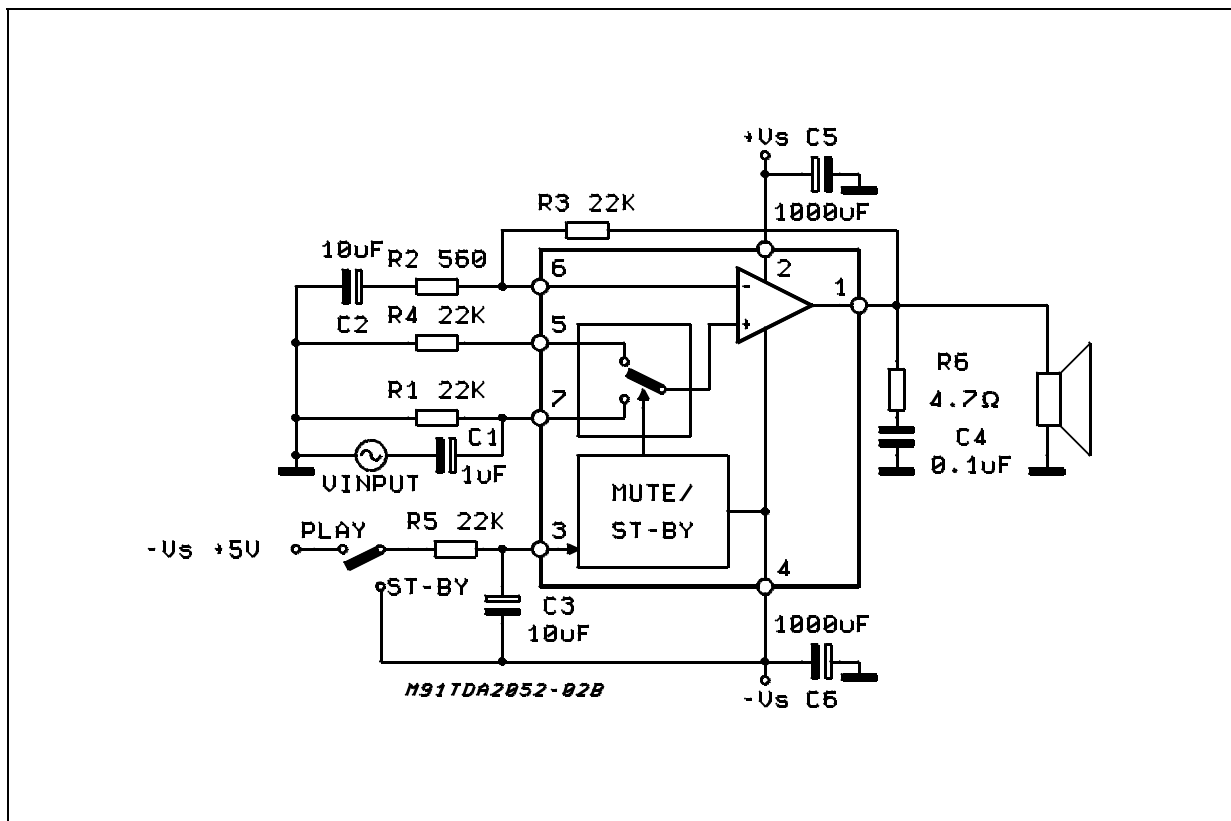 +Vs C5
1000uF
R3 22K
10uF
R2 560
C2
R4 22K
R1 22K
C1
1uF
VINPUT
6
5
7
2
1
-
+
R6
4.7Ω
C4
0.1uF
MUTE/
ST-BY
PLAY
R5 22K
3
-Vs +5V
ST-BY
C3
10uF
4
1000uF
-Vs C6
M91TDA2052-02B